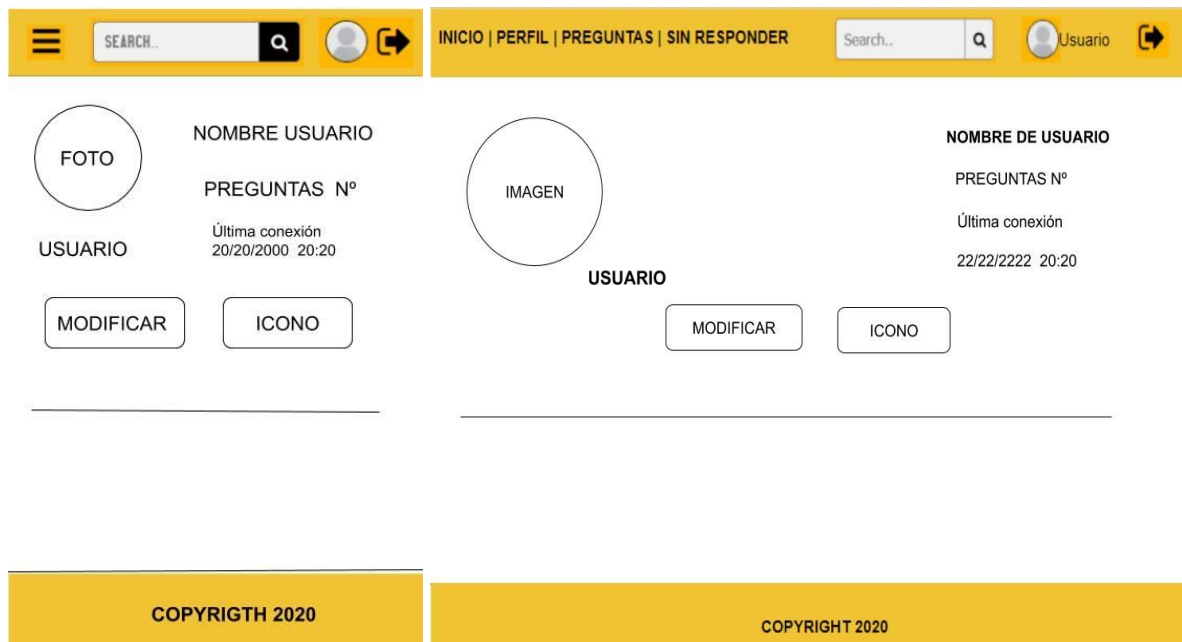 SEARCH..
FOTO
NOMBRE USUARIO
PREGUNTAS Nº
Última conexión
20/20/2000 20:20
USUARIO
MODIFICAR
ICONO
COPYRIGTH 2020
INICIO | PERFIL | PREGUNTAS | SIN RESPONDER
Search..
Usuario
IMAGEN
NOMBRE DE USUARIO
PREGUNTAS Nº
Última conexión
22/22/2222 20:20
USUARIO
MODIFICAR
ICONO
COPYRIGHT 2020